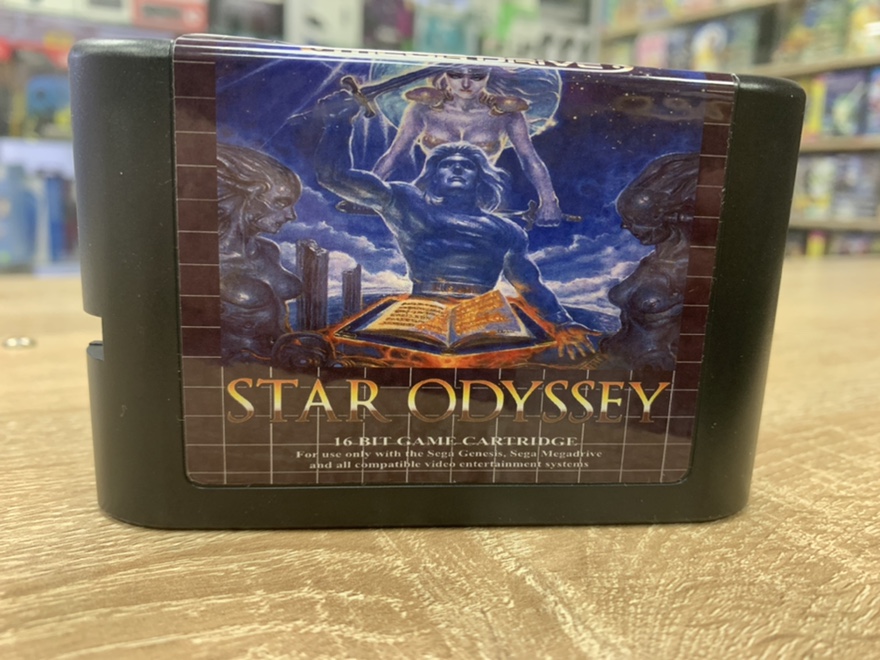 STAR ODYSSEY
16-BIT GAME CARTRIDGE
For use only with the Sega Genesis, Sega Megadrive
and all compatible video entertainment systems